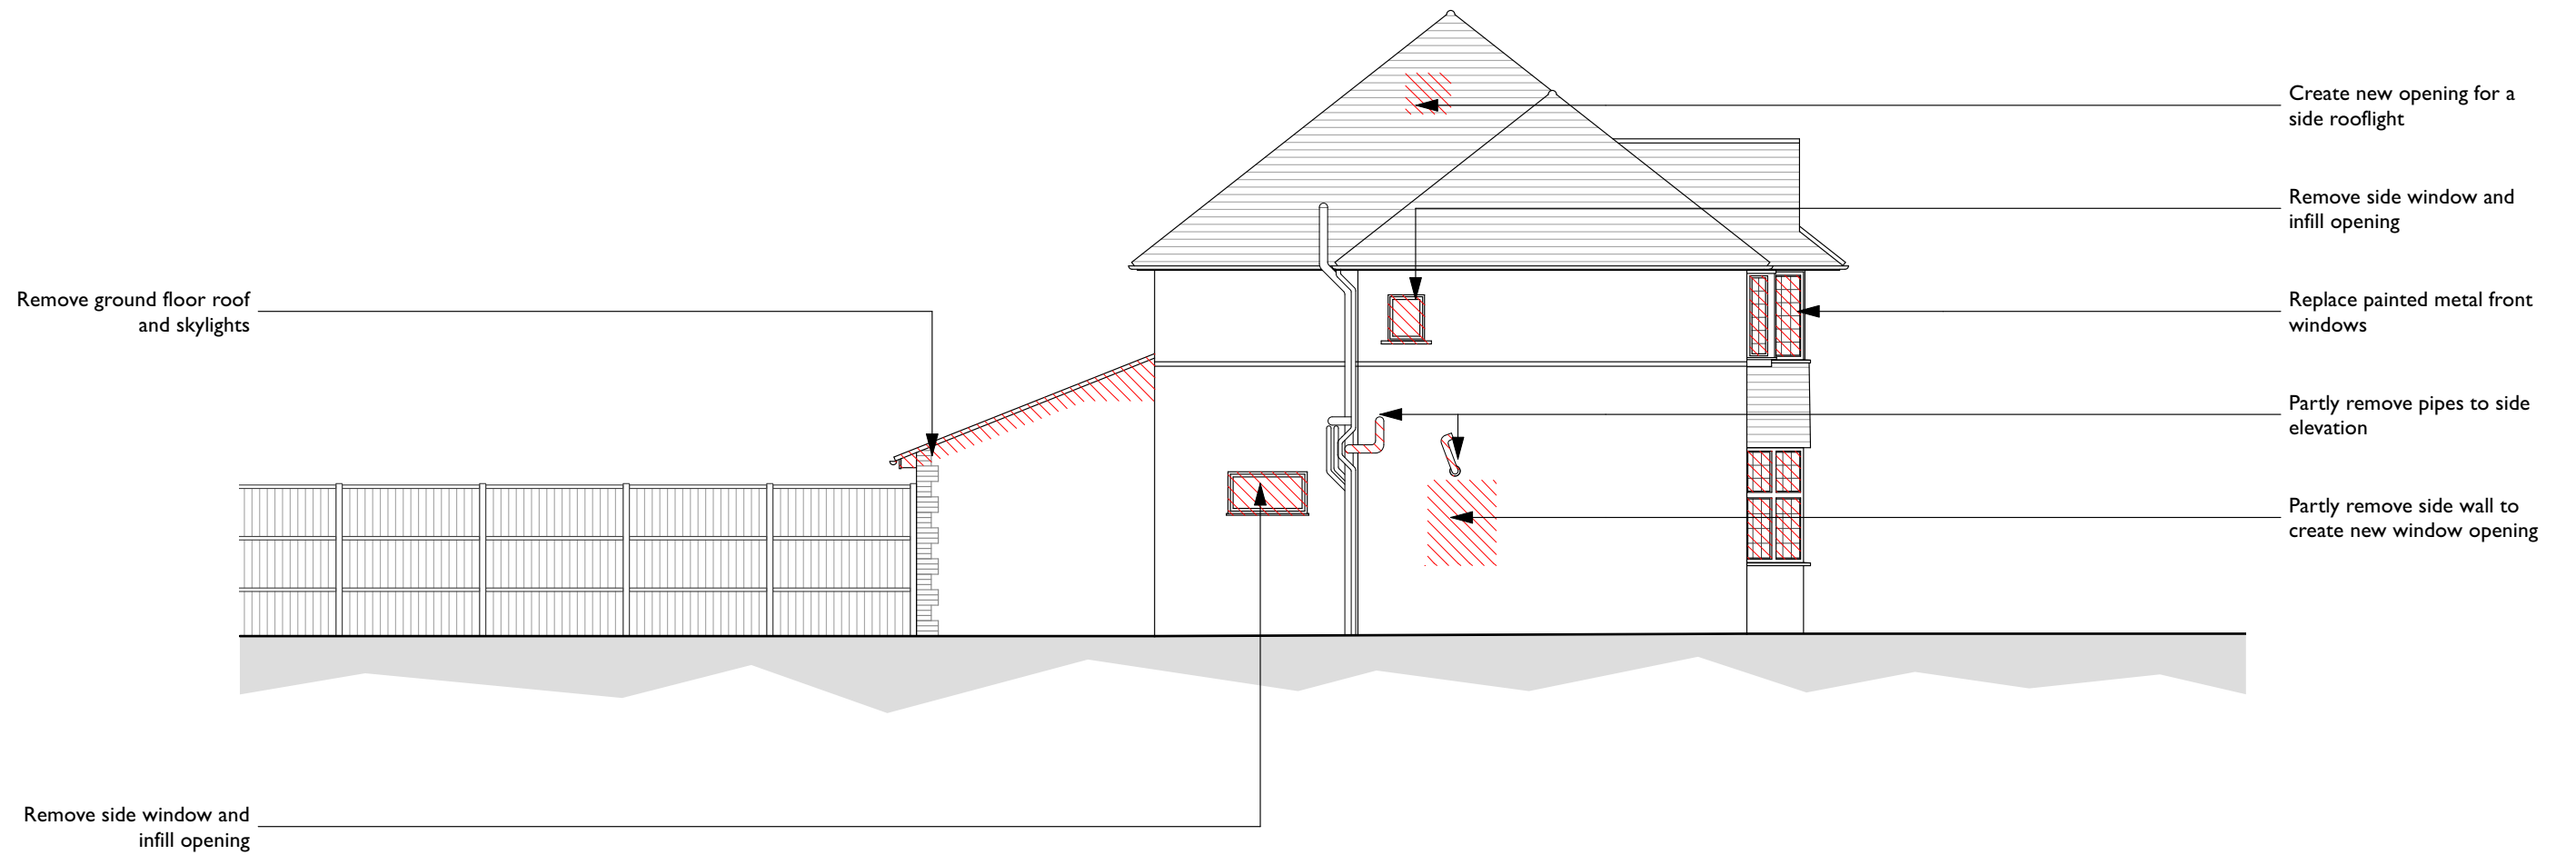 Create new opening for a
side rooflight
Remove side window and
infill opening
Remove ground floor roof
and skylights
Replace painted metal front
windows
Partly remove pipes to side
elevation
Partly remove side wall to
create new window opening
Remove side window and
infill opening